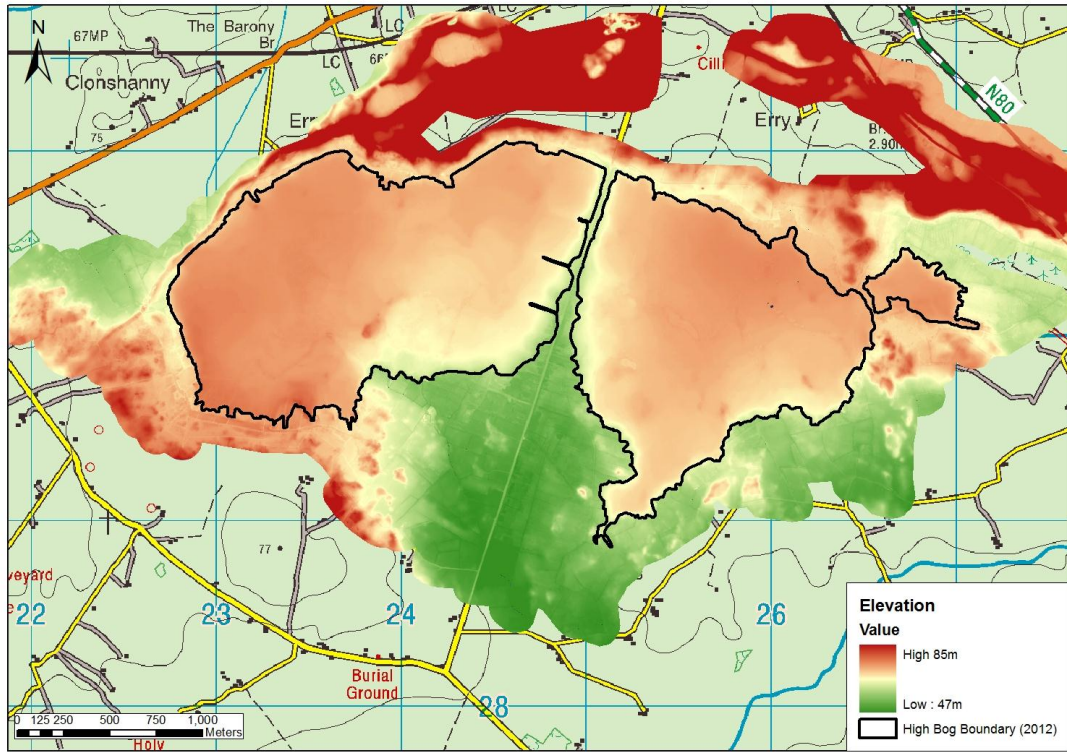 N
67MP
The Barony
Br
LC
LC
Clonshanny
75
Erry
Cill
N80
2.90m
77
22
23
24
26
28
Burial
Ground
Holy
Elevation
Value
High 85m
Low : 47m
High Bog Boundary (2012)
0 125 250 500 750 1,000
Meters